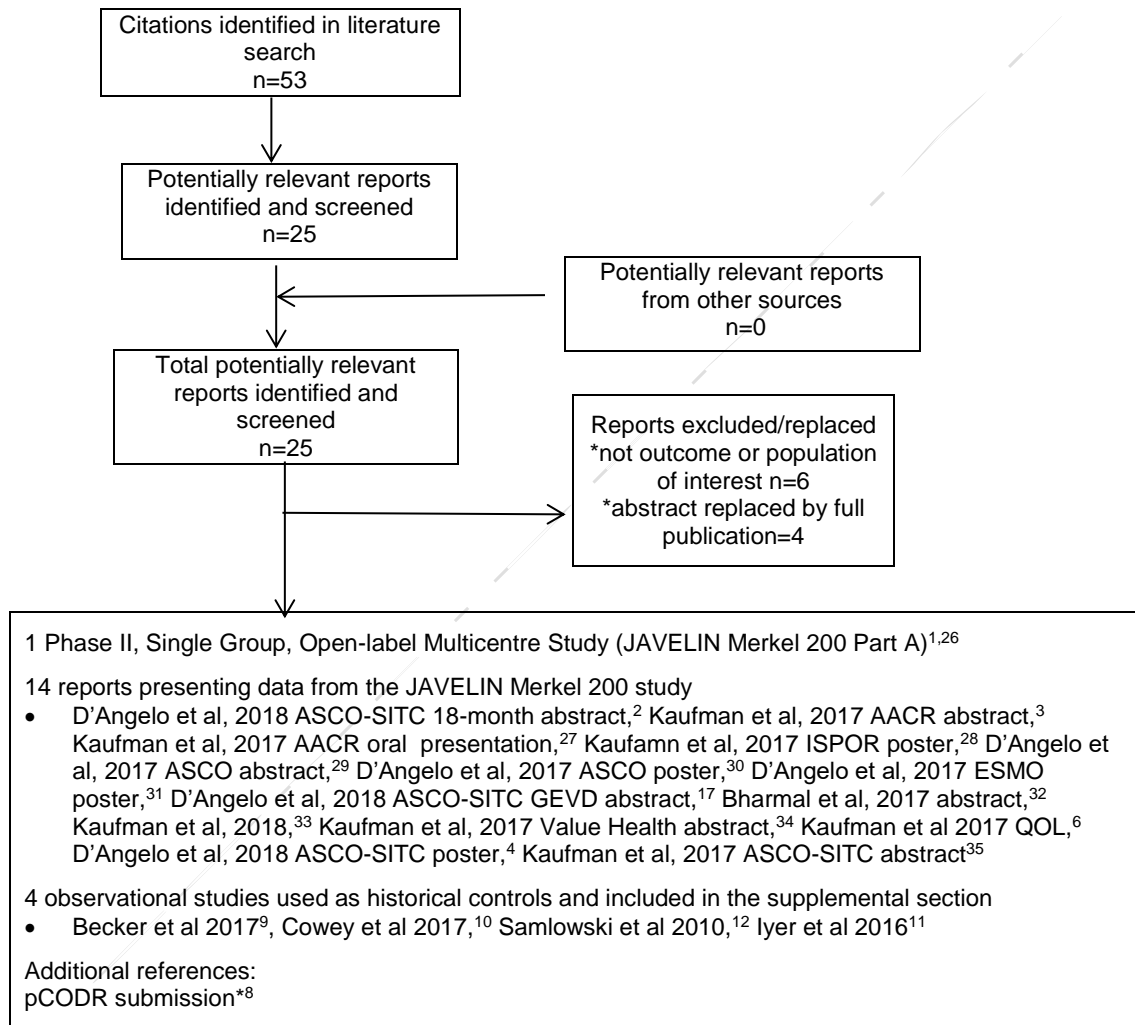 Citations identified in literature
search
n=53
Potentially relevant reports
identified and screened
n=25
Potentially relevant reports
from other sources
n=0
Total potentially relevant
reports identified and
screened
n=25
Reports excluded/replaced
*not outcome or population
of interest n=6
*abstract replaced by full
publication=4
1 Phase II, Single Group, Open-label Multicentre Study (JAVELIN Merkel 200 Part A)1,26
14 reports presenting data from the JAVELIN Merkel 200 study
• D’Angelo et al, 2018 ASCO-SITC 18-month abstract,2 Kaufman et al, 2017 AACR abstract,3
Kaufman et al, 2017 AACR oral presentation,27 Kaufamn et al, 2017 ISPOR poster,28 D’Angelo et
al, 2017 ASCO abstract,29 D’Angelo et al, 2017 ASCO poster,30 D’Angelo et al, 2017 ESMO
poster,31 D’Angelo et al, 2018 ASCO-SITC GEVD abstract,17 Bharmal et al, 2017 abstract,32
Kaufman et al, 2018,33 Kaufman et al, 2017 Value Health abstract,34 Kaufman et al 2017 QOL,6
D’Angelo et al, 2018 ASCO-SITC poster,4 Kaufman et al, 2017 ASCO-SITC abstract35
4 observational studies used as historical controls and included in the supplemental section
• Becker et al 20179, Cowey et al 2017,10 Samlowski et al 2010,12 Iyer et al 201611
Additional references:
pCODR submission*8